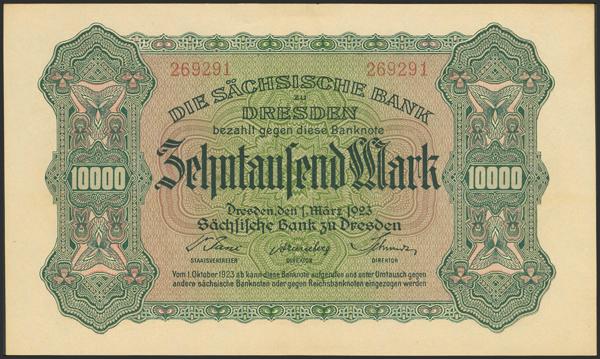 269291 269291
DIE SÄCHSISCHE BANK
zu
DRESDEN
bezahlt gegen diese Banknote
Zehntausend Mark
10000 10000
Dresden, den 1. März 1923
Sächsische Bank zu Dresden
STAATSVERTRETER DIREKTOR DIREKTOR
Vom 1. Oktober 1923 ab kann diese Banknote aufgerufen und unter Umtausch gegen
andere sächsische Banknoten oder gegen Reichsbanknoten eingezogen werden